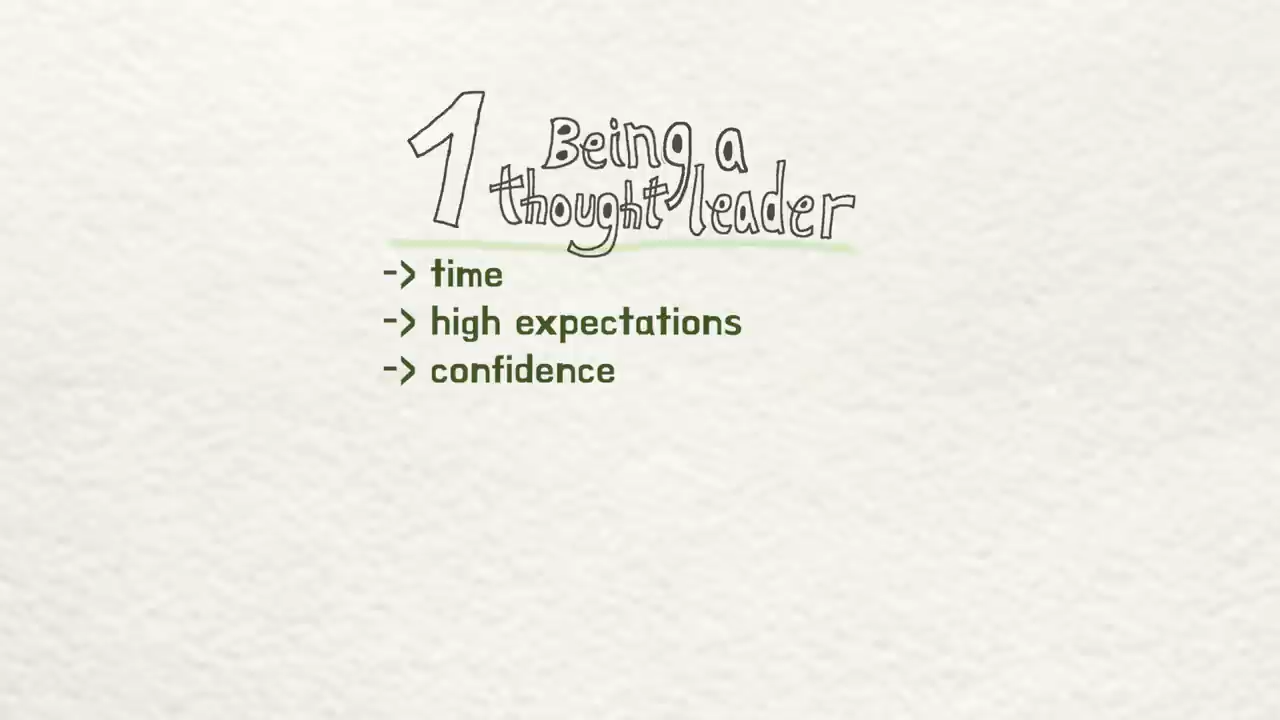 1 Being a
thought leader
-> time
-> high expectations
-> confidence